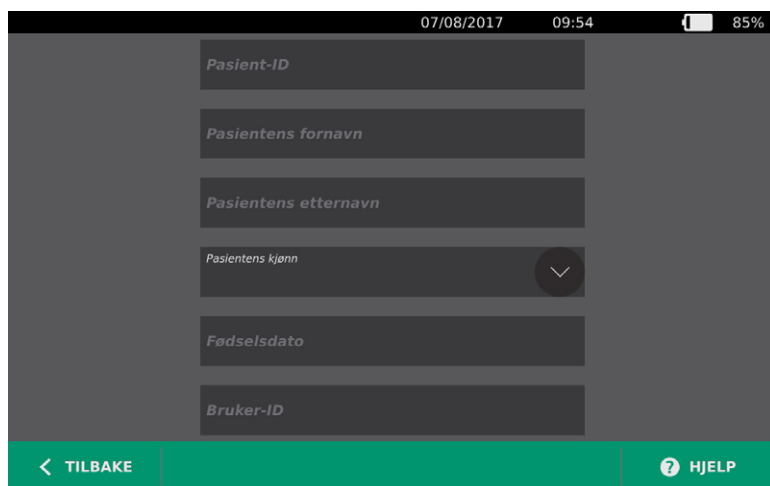 07/08/2017 09:54 85%
Pasient-ID
Pasientens fornavn
Pasientens etternavn
Pasientens kjønn
Fødselsdato
Bruker-ID
TILBAKE ? HJELP